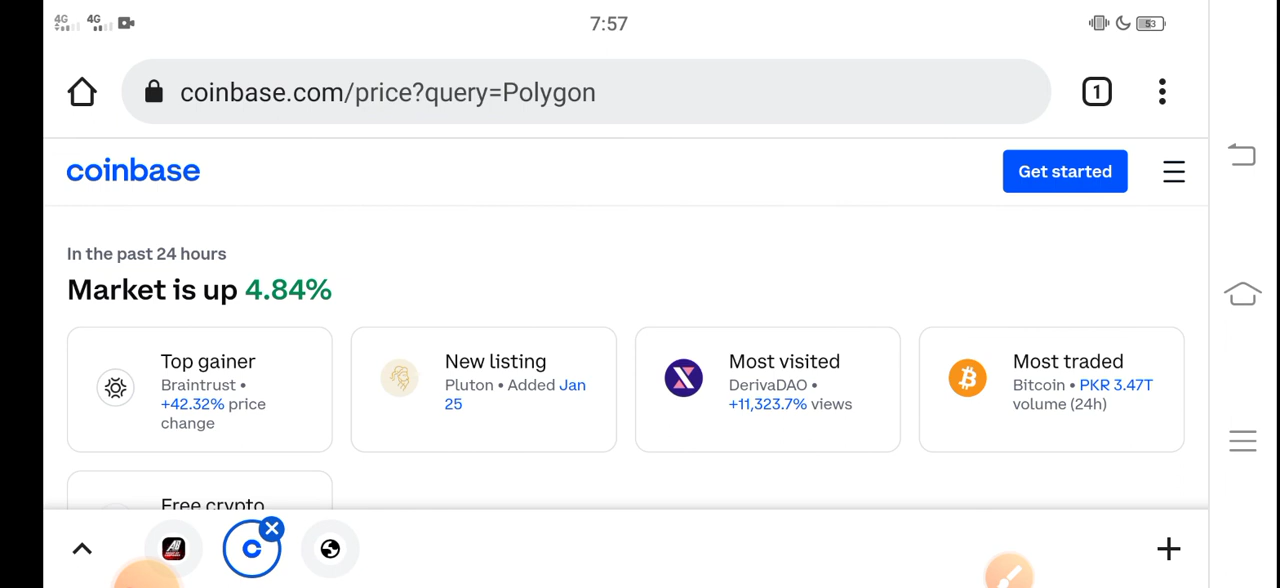 4G 4G 7:57 53
coinbase.com/price?query=Polygon 1
coinbase Get started
In the past 24 hours
Market is up 4.84%
Top gainer
Braintrust •
+42.32% price
change
New listing
Pluton • Added Jan
25
Most visited
DerivaDAO •
+11,323.7% views
Most traded
Bitcoin • PKR 3.47T
volume (24h)
Free crypto